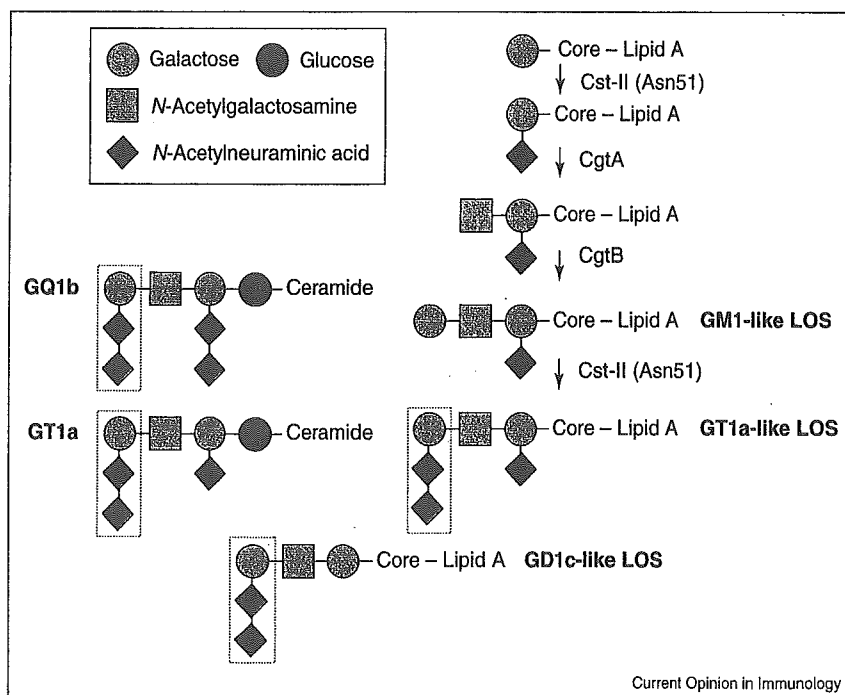 Galactose
Glucose
N-Acetylgalactosamine
N-Acetylneuraminic acid
Core – Lipid A
Cst-II (Asn51)
Core – Lipid A
CgtA
Core – Lipid A
CgtB
GQ1b
Ceramide
Core – Lipid A GM1-like LOS
Cst-II (Asn51)
GT1a
Ceramide
Core – Lipid A GT1a-like LOS
Core – Lipid A GD1c-like LOS
Current Opinion in Immunology